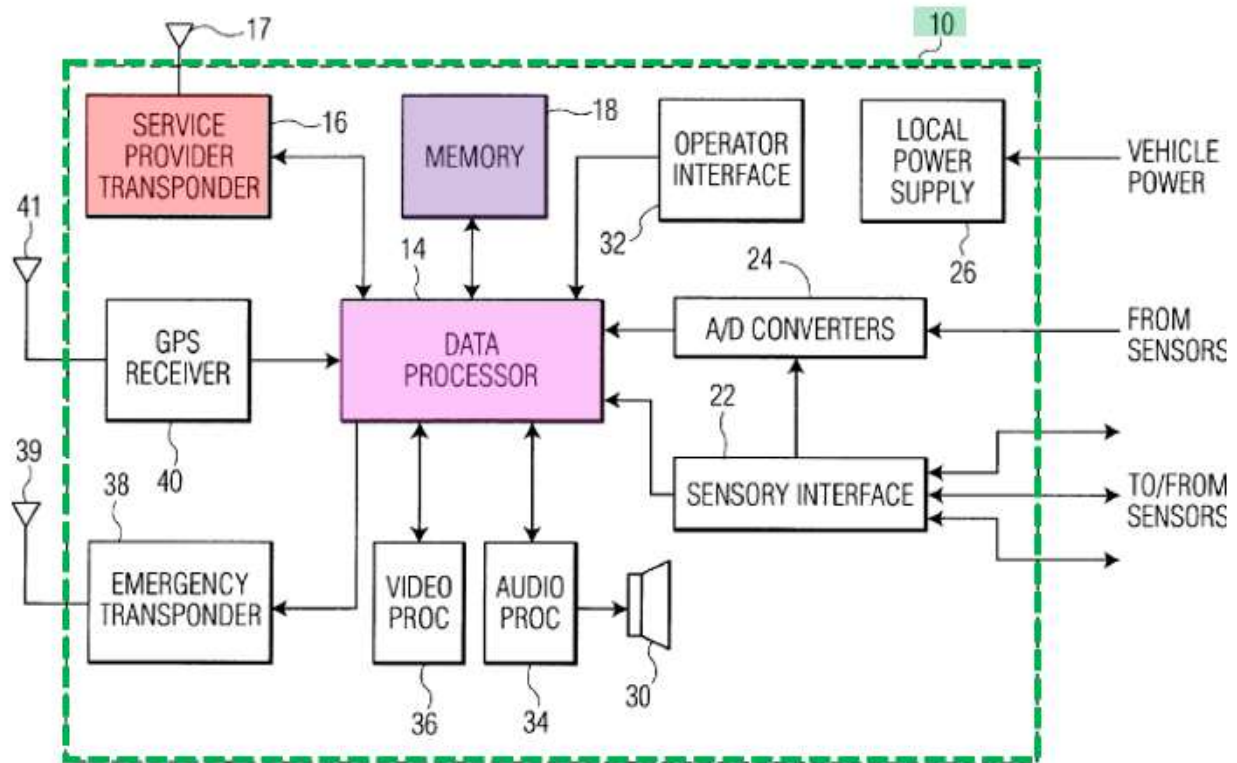 17
10
SERVICE
PROVIDER
TRANSPONDER
16
18
MEMORY
OPERATOR
INTERFACE
32
LOCAL
POWER
SUPPLY
26
VEHICLE
POWER
41
14
24
GPS
RECEIVER
40
DATA
PROCESSOR
A/D CONVERTERS
FROM
SENSORS
22
SENSORY INTERFACE
TO/FROM
SENSORS
39
38
EMERGENCY
TRANSPONDER
VIDEO
PROC
36
AUDIO
PROC
34
30